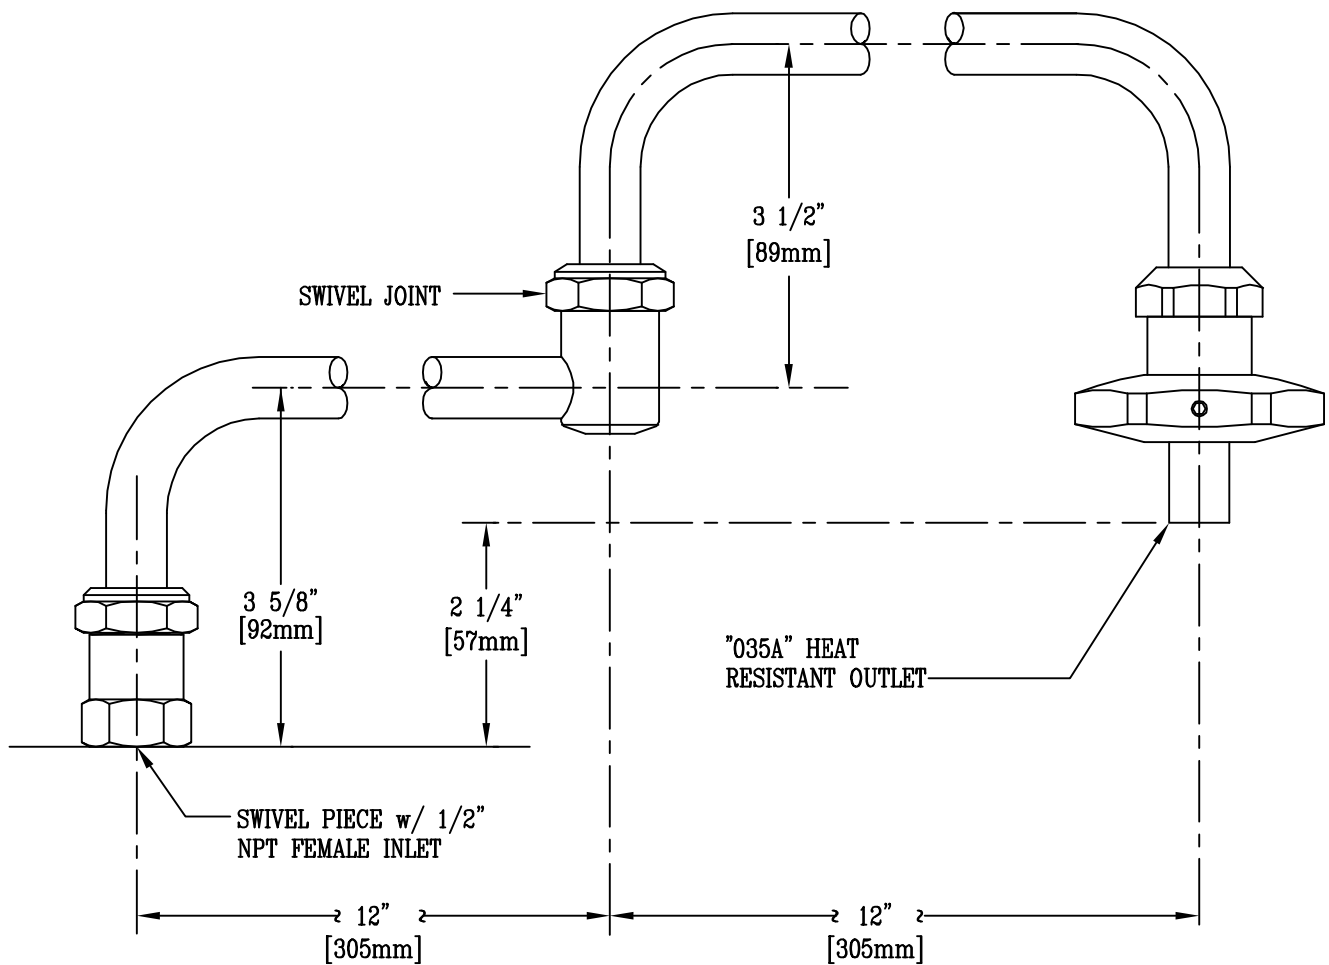 3 1/2"
[89mm]
SWIVEL JOINT
3 5/8"
[92mm]
2 1/4"
[57mm]
"035A" HEAT
RESISTANT OUTLET
SWIVEL PIECE w/ 1/2"
NPT FEMALE INLET
12"
[305mm]
12"
[305mm]